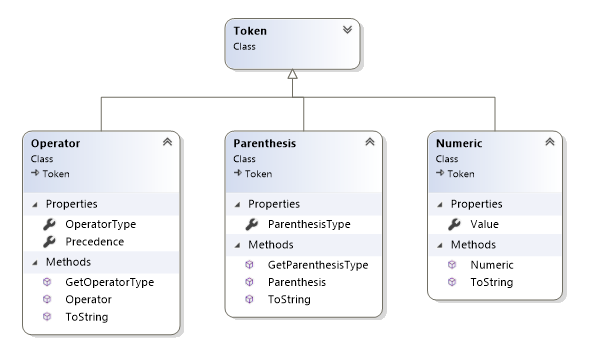 Token
Class
Operator
Class
Token
Properties
OperatorType
Precedence
Methods
GetOperatorType
Operator
ToString
Parenthesis
Class
Token
Properties
ParenthesisType
Methods
GetParenthesisType
Parenthesis
ToString
Numeric
Class
Token
Properties
Value
Methods
Numeric
ToString